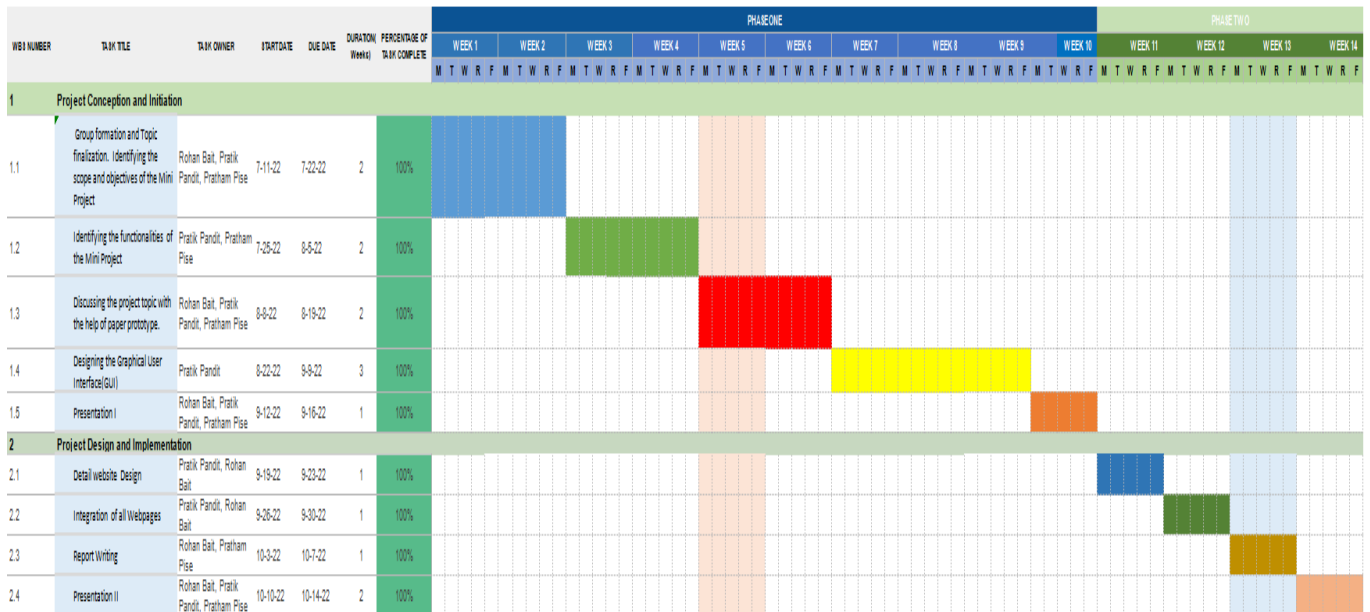 PHASE ONE PHASE TWO
WBS NUMBER TASK TITLE TASK OWNER START DATE DUE DATE DURATION( Weeks) PERCENTAGE OF TASK COMPLETE
WEEK 1 WEEK 2 WEEK 3 WEEK 4 WEEK 5 WEEK 6 WEEK 7 WEEK 8 WEEK 9 WEEK 10 WEEK 11 WEEK 12 WEEK 13 WEEK 14
M T W R F M T W R F M T W R F M T W R F M T W R F M T W R F M T W R F M T W R F M T W R F M T W R F M T W R F M T W R F M T W R F M T W R F
1 Project Conception and Initiation
Group formation and Topic
finalization. Identifying the
scope and objectives of the Mini
Project
1.1 Rohan Bait, Pratik
Pandit, Pratham Pise
7-11-22 7-22-22 2 100%
1.2 Identifying the functionalities of
the Mini Project
Pratik Pandit, Pratham
Pise
7-25-22 8-5-22 2 100%
1.3 Discussing the project topic with
the help of paper prototype.
Rohan Bait, Pratik
Pandit, Pratham Pise
8-8-22 8-19-22 2 100%
1.4 Designing the Graphical User
Interface(GUI)
Pratik Pandit 8-22-22 9-9-22 3 100%
1.5 Presentation I
Rohan Bait, Pratik
Pandit, Pratham Pise
9-12-22 9-16-22 1 100%
2 Project Design and Implementation
2.1 Detail website Design
Pratik Pandit, Rohan
Bait
9-19-22 9-23-22 1 100%
2.2 Integration of all Webpages
Pratik Pandit, Rohan
Bait
9-26-22 9-30-22 1 100%
2.3 Report Writing
Rohan Bait, Pratham
Pise
10-3-22 10-7-22 1 100%
2.4 Presentation II
Rohan Bait, Pratik
Pandit, Pratham Pise
10-10-22 10-14-22 2 100%